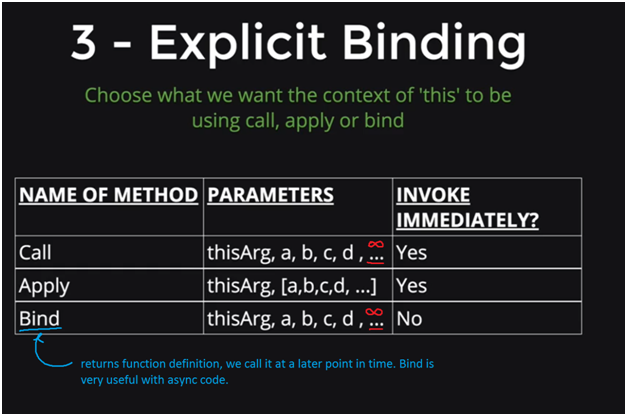 3 - Explicit Binding
Choose what we want the context of 'this' to be
using call, apply or bind
NAME OF METHOD PARAMETERS INVOKE
IMMEDIATELY?
Call thisArg, a, b, c, d , ∞ ... Yes
Apply thisArg, [a,b,c,d, ...] Yes
Bind thisArg, a, b, c, d , ∞ ... No
returns function definition, we call it at a later point in time. Bind is
very useful with async code.